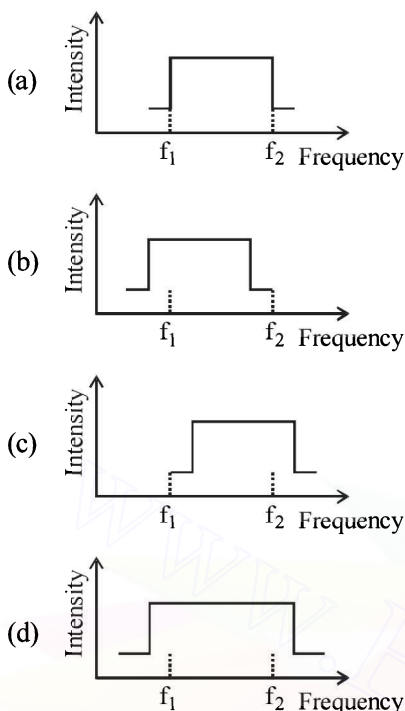 (a)
Intensity
f₁
f₂ Frequency
(b)
Intensity
f₁
f₂ Frequency
(c)
Intensity
f₁
f₂ Frequency
(d)
Intensity
f₁
f₂ Frequency